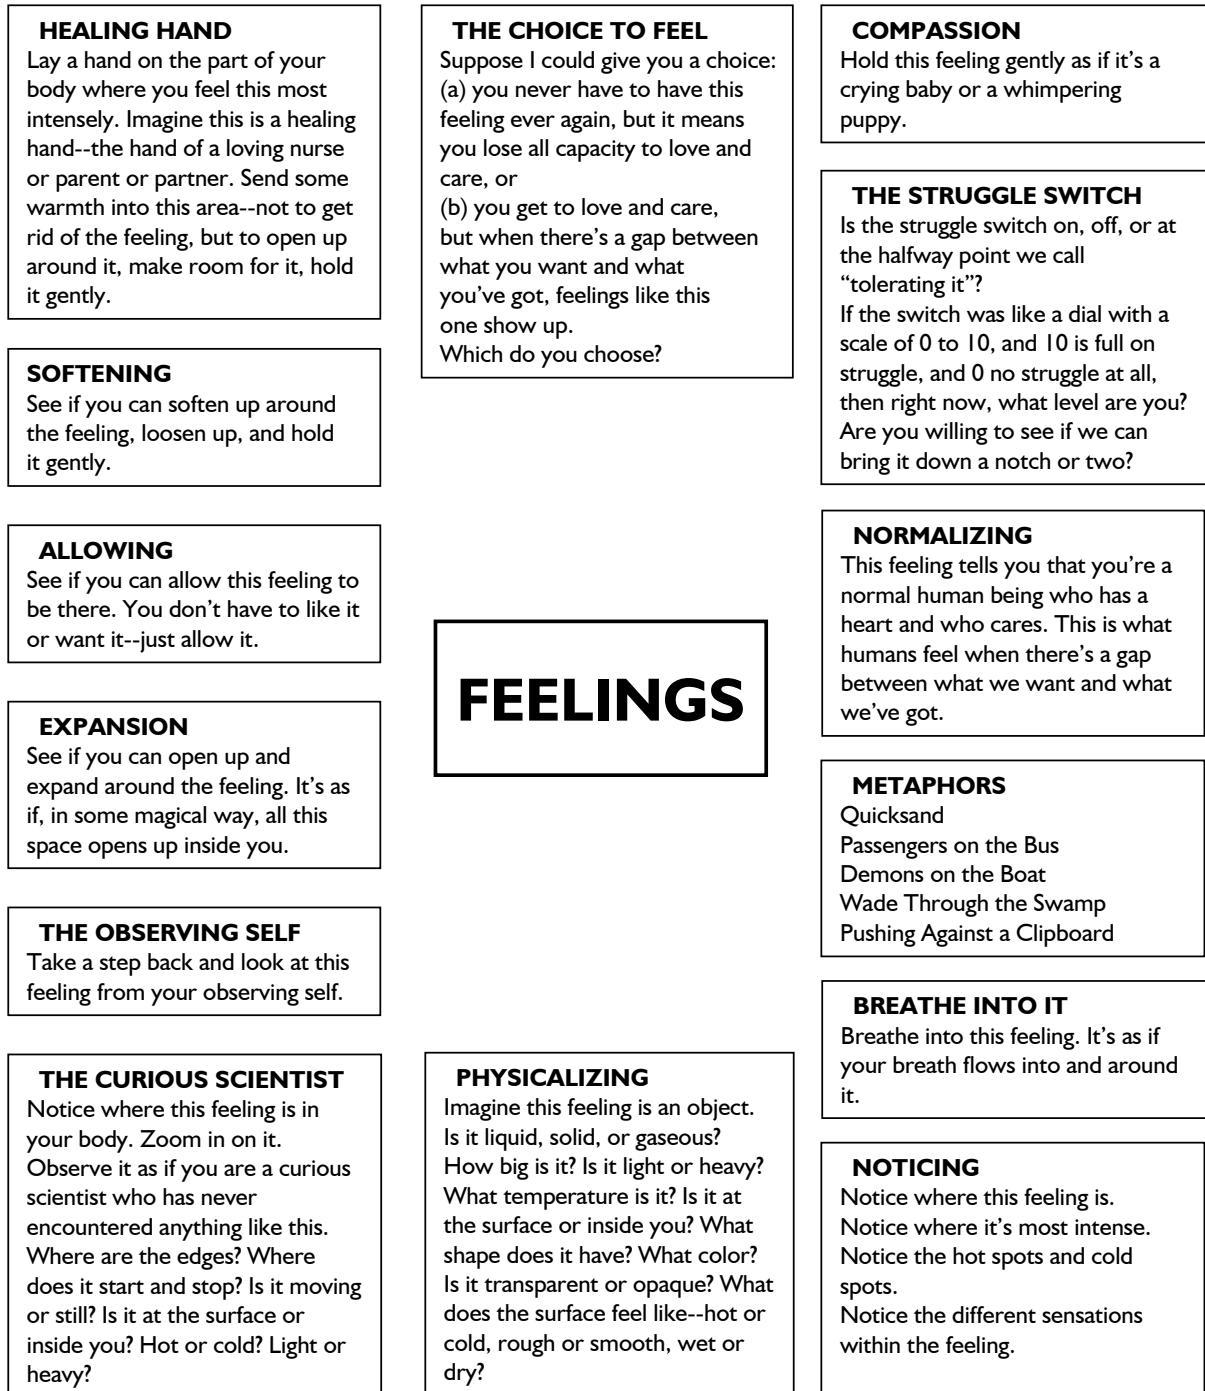 HEALING HAND
Lay a hand on the part of your
body where you feel this most
intensely. Imagine this is a healing
hand--the hand of a loving nurse
or parent or partner. Send some
warmth into this area--not to get
rid of the feeling, but to open up
around it, make room for it, hold
it gently.
SOFTENING
See if you can soften up around
the feeling, loosen up, and hold
it gently.
ALLOWING
See if you can allow this feeling to
be there. You don’t have to like it
or want it--just allow it.
EXPANSION
See if you can open up and
expand around the feeling. It’s as
if, in some magical way, all this
space opens up inside you.
THE OBSERVING SELF
Take a step back and look at this
feeling from your observing self.
THE CURIOUS SCIENTIST
Notice where this feeling is in
your body. Zoom in on it.
Observe it as if you are a curious
scientist who has never
encountered anything like this.
Where are the edges? Where
does it start and stop? Is it moving
or still? Is it at the surface or
inside you? Hot or cold? Light or
heavy?
THE CHOICE TO FEEL
Suppose I could give you a choice:
(a) you never have to have this
feeling ever again, but it means
you lose all capacity to love and
care, or
(b) you get to love and care,
but when there’s a gap between
what you want and what
you’ve got, feelings like this
one show up.
Which do you choose?
FEELINGS
PHYSICALIZING
Imagine this feeling is an object.
Is it liquid, solid, or gaseous?
How big is it? Is it light or heavy?
What temperature is it? Is it at
the surface or inside you? What
shape does it have? What color?
Is it transparent or opaque? What
does the surface feel like--hot or
cold, rough or smooth, wet or
dry?
COMPASSION
Hold this feeling gently as if it’s a
crying baby or a whimpering
puppy.
THE STRUGGLE SWITCH
Is the struggle switch on, off, or at
the halfway point we call
“tolerating it”?
If the switch was like a dial with a
scale of 0 to 10, and 10 is full on
struggle, and 0 no struggle at all,
then right now, what level are you?
Are you willing to see if we can
bring it down a notch or two?
NORMALIZING
This feeling tells you that you’re a
normal human being who has a
heart and who cares. This is what
humans feel when there’s a gap
between what we want and what
we’ve got.
METAPHORS
Quicksand
Passengers on the Bus
Demons on the Boat
Wade Through the Swamp
Pushing Against a Clipboard
BREATHE INTO IT
Breathe into this feeling. It’s as if
your breath flows into and around
it.
NOTICING
Notice where this feeling is.
Notice where it’s most intense.
Notice the hot spots and cold
spots.
Notice the different sensations
within the feeling.